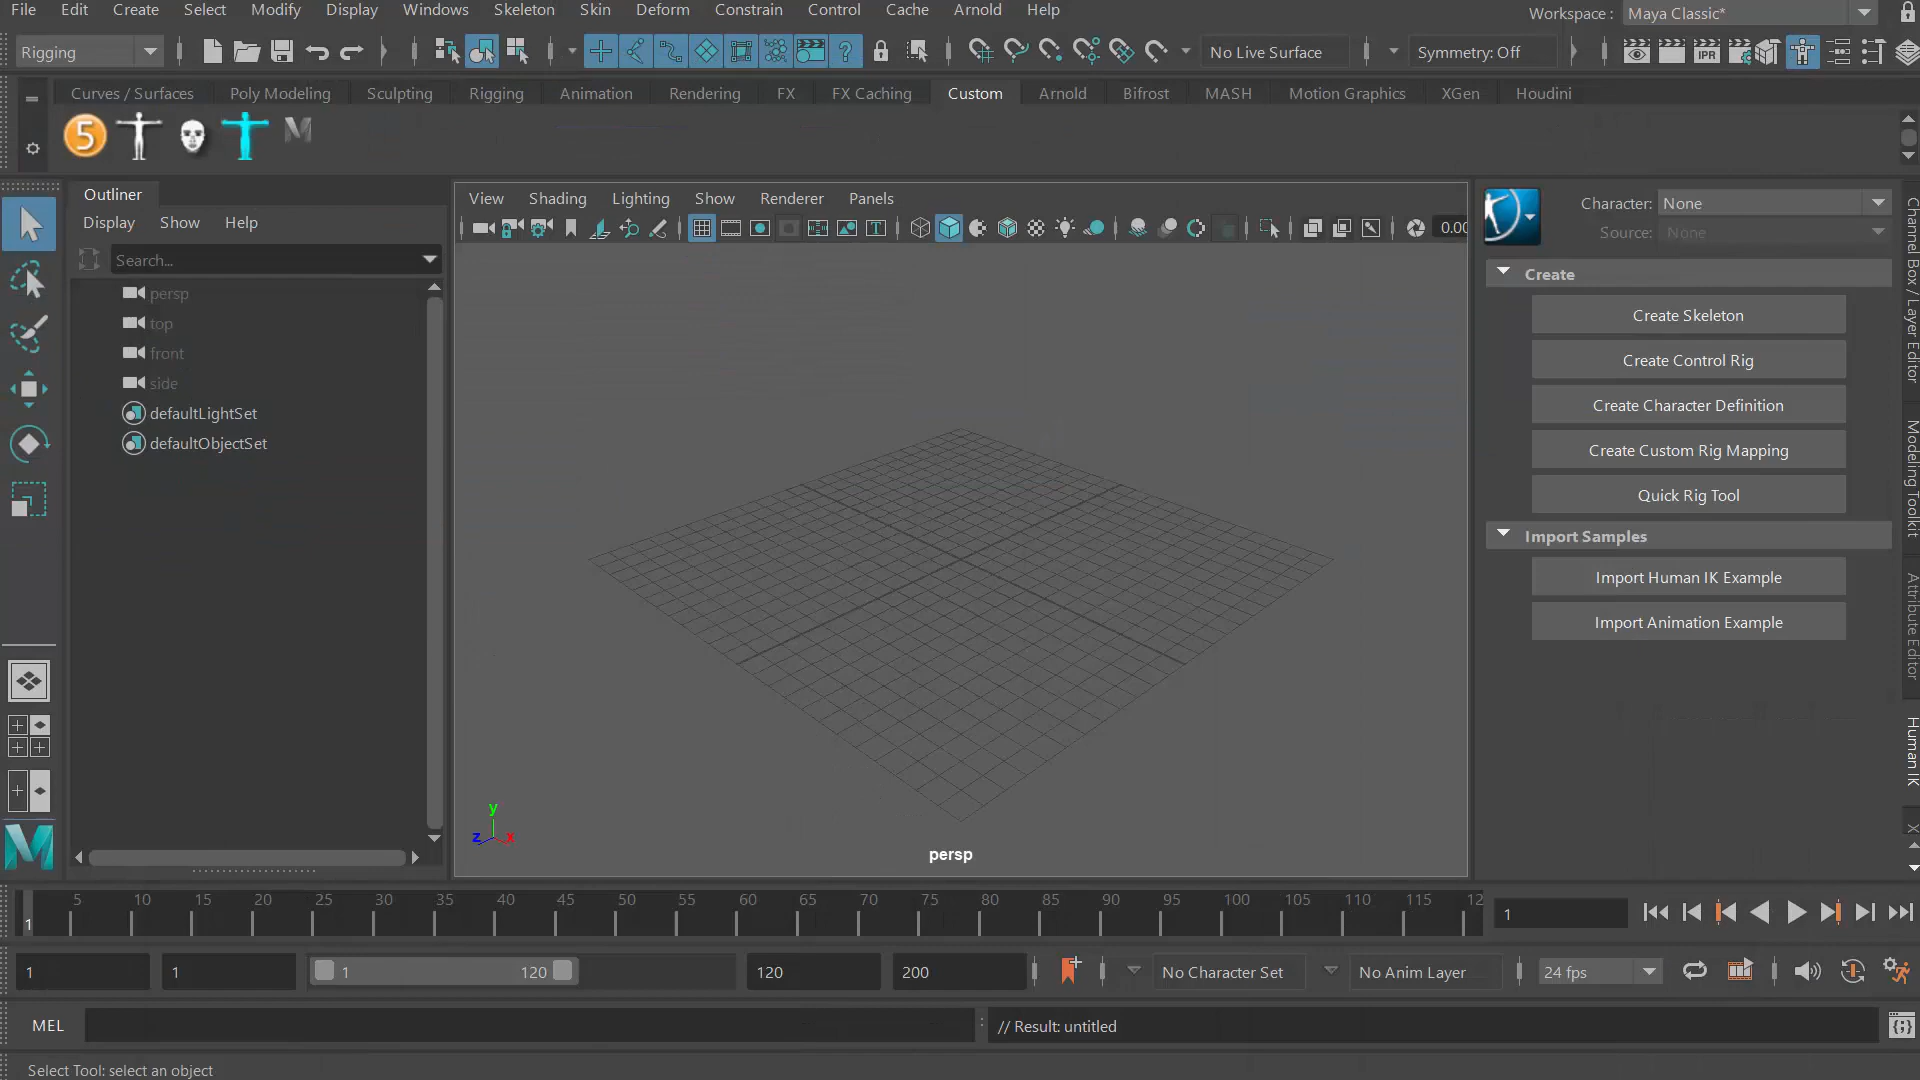 File Edit Create Select Modify Display Windows Skeleton Skin Deform Constrain Control Cache Arnold Help
Workspace : Maya Classic*
Rigging
No Live Surface
Symmetry: Off
IPR
Curves / Surfaces Poly Modeling Sculpting Rigging Animation Rendering FX FX Caching Custom Arnold Bifrost MASH Motion Graphics XGen Houdini
5
M
Outliner
Display Show Help
Search...
persp
top
front
side
defaultLightSet
defaultObjectSet
View Shading Lighting Show Renderer Panels
0.00
y
z
x
persp
Character: None
Source: None
Create
Create Skeleton
Create Control Rig
Create Character Definition
Create Custom Rig Mapping
Quick Rig Tool
Import Samples
Import Human IK Example
Import Animation Example
Channel Box / Layer Editor
Modeling Toolkit
Attribute Editor
Human IK
M
5 10 15 20 25 30 35 40 45 50 55 60 65 70 75 80 85 90 95 100 105 110 115 12
1
1
1
1
1 120
120
200
No Character Set
No Anim Layer
24 fps
MEL
// Result: untitled
Select Tool: select an object